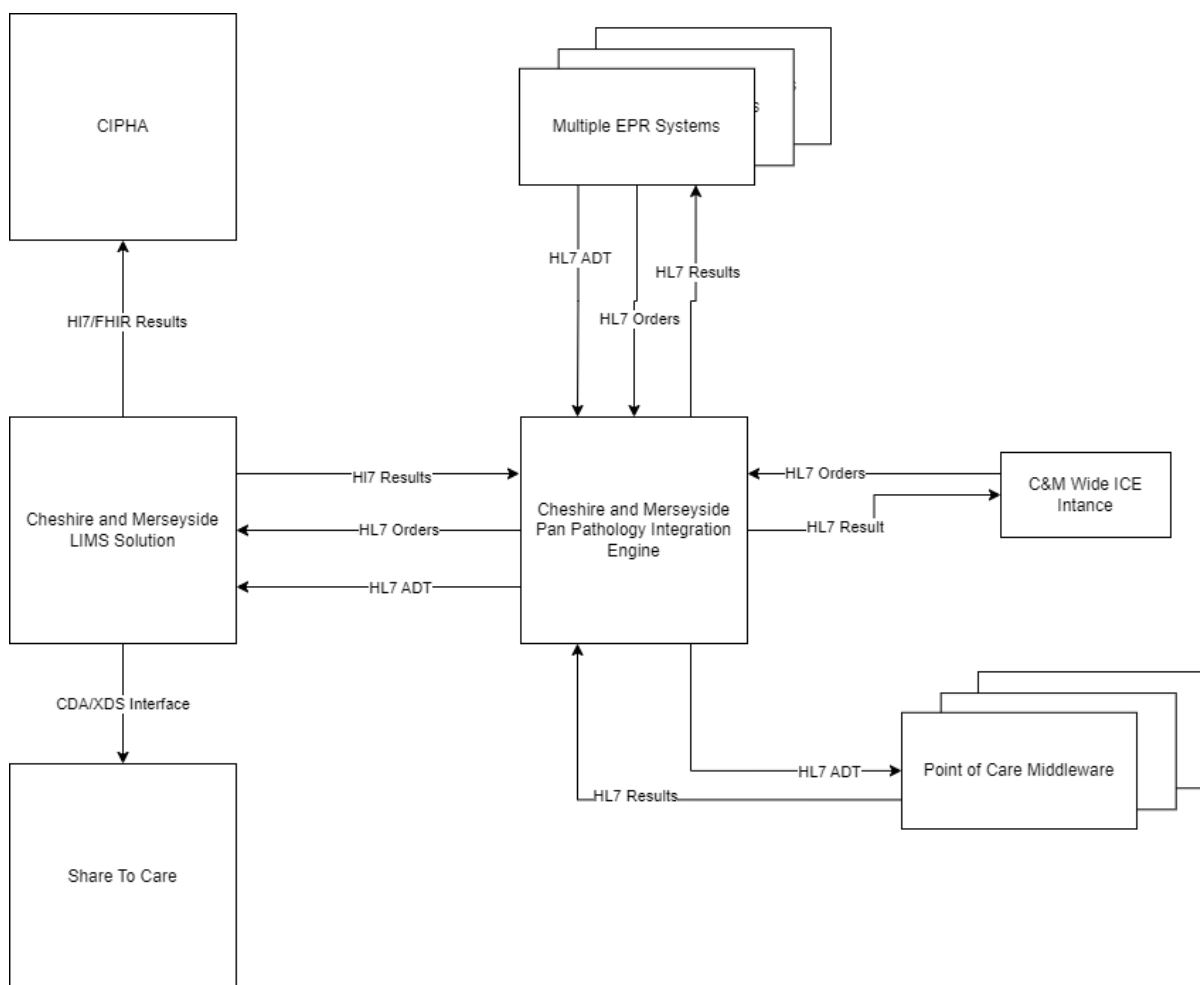 CIPHA
Multiple EPR Systems
s
s
HL7 ADT
HL7 Results
HL7 Orders
HI7/FHIR Results
Cheshire and Merseyside
LIMS Solution
HI7 Results
HL7 Orders
HL7 ADT
Cheshire and Merseyside
Pan Pathology Integration
Engine
HL7 Orders
HL7 Result
C&M Wide ICE
Intance
CDA/XDS Interface
Share To Care
HL7 ADT
HL7 Results
Point of Care Middleware